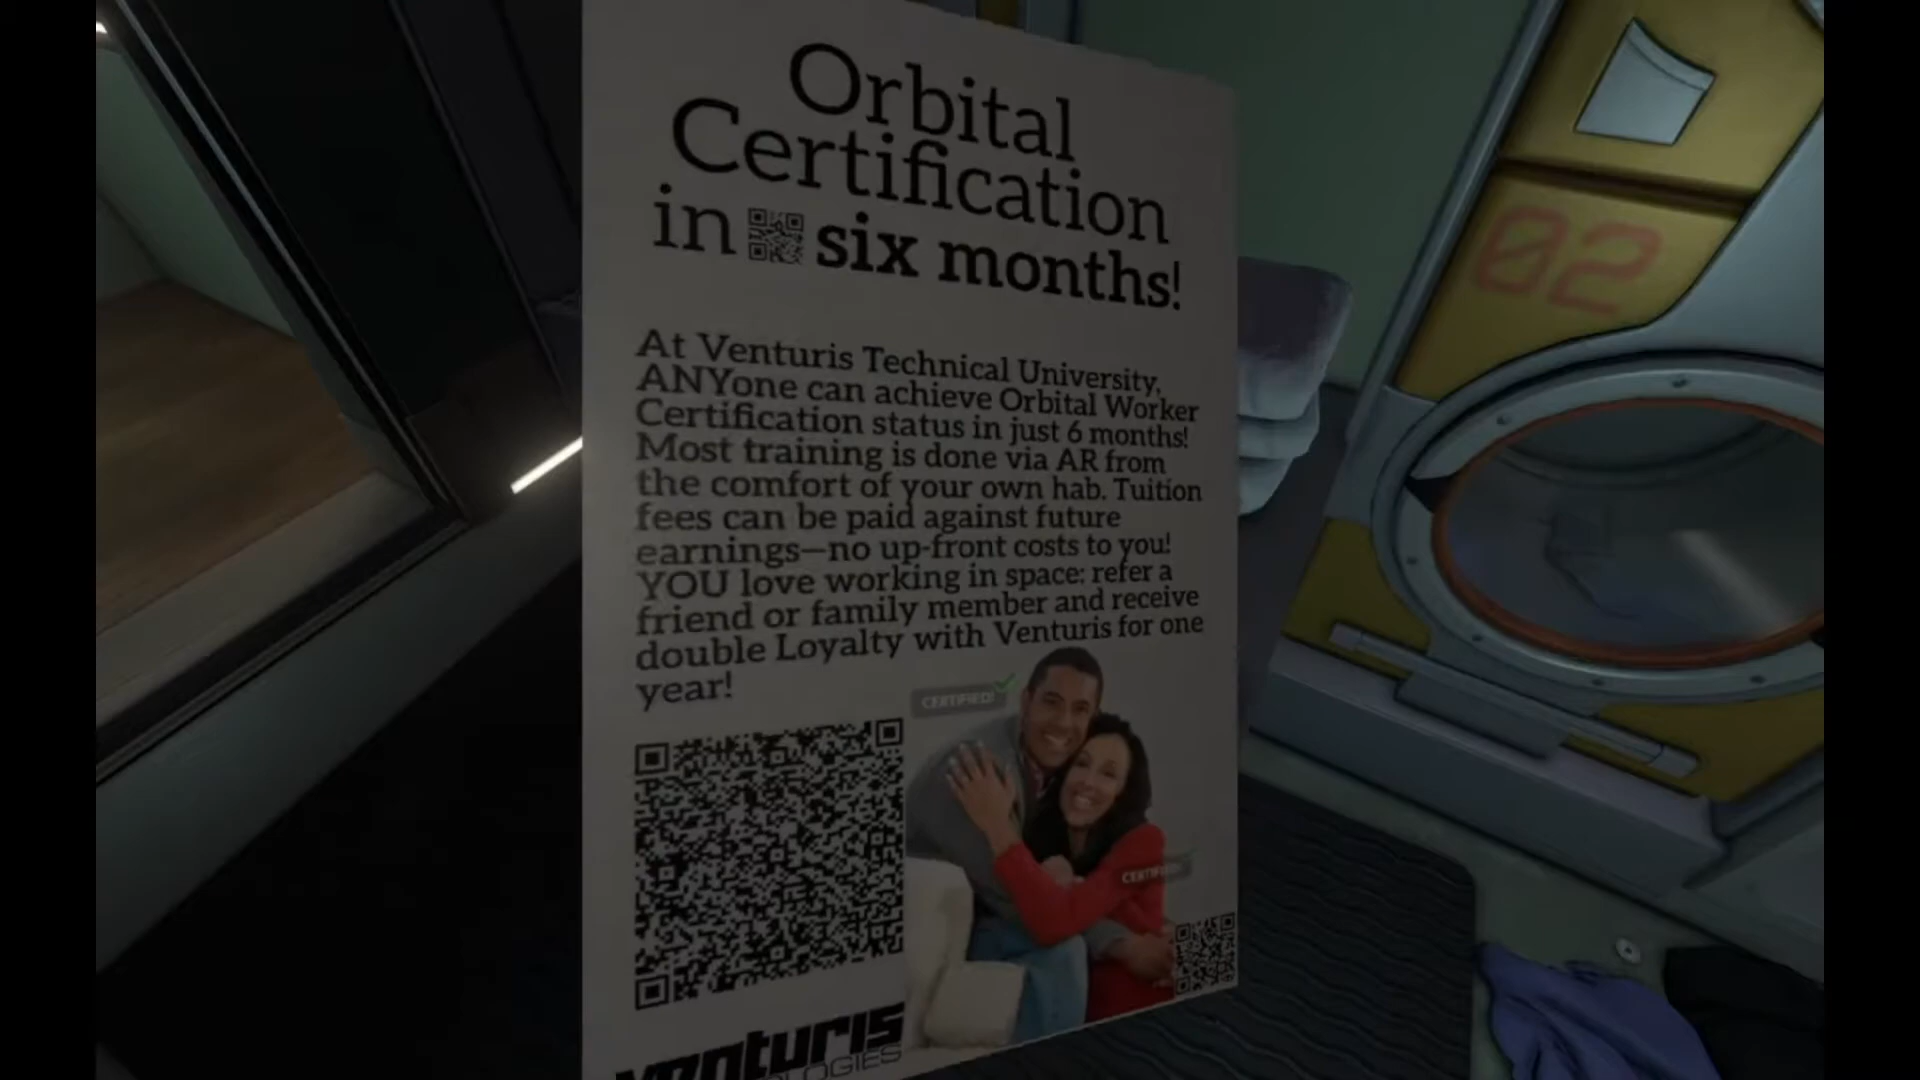 Orbital
Certification
in six months!
At Venturis Technical University,
ANYone can achieve Orbital Worker
Certification status in just 6 months!
Most training is done via AR from
the comfort of your own hab. Tuition
fees can be paid against future
earnings—no up-front costs to you!
YOU love working in space: refer a
friend or family member and receive
double Loyalty with Venturis for one
year!
CERTIFIED!
venturis
02